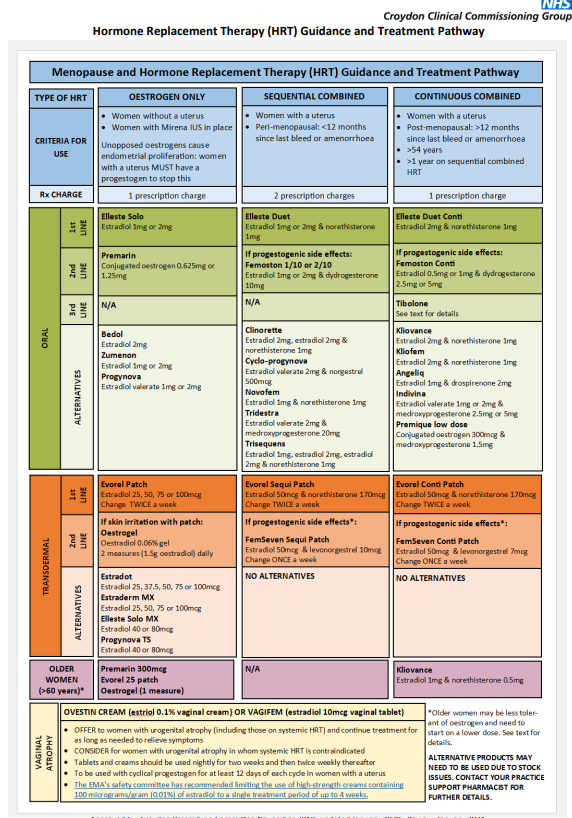 NHS
Croydon Clinical Commissioning Group
Hormone Replacement Therapy (HRT) Guidance and Treatment Pathway
Menopause and Hormone Replacement Therapy (HRT) Guidance and Treatment Pathway
TYPE OF HRT
OESTROGEN ONLY
SEQUENTIAL COMBINED
CONTINUOUS COMBINED
CRITERIA FOR
USE
• Women without a uterus
• Women with Mirena IUS in place
Unopposed oestrogens cause
endometrial proliferation: women
with a uterus MUST have a
progestogen to stop this
• Women with a uterus
• Peri-menopausal: <12 months
since last bleed or amenorrhoea
• Women with a uterus
• Post-menopausal: >12 months
since last bleed or amenorrhoea
• >54 years
• >1 year on sequential combined
HRT
Rx CHARGE
1 prescription charge
2 prescription charges
1 prescription charge
ORAL
1st
LINE
Elleste Solo
Estradiol 1mg or 2mg
Elleste Duet
Estradiol 1mg or 2mg & norethisterone
1mg
Elleste Duet Conti
Estradiol 2mg & norethisterone 1mg
2nd
LINE
Premarin
Conjugated oestrogen 0.625mg or
1.25mg
If progestogenic side effects:
Femoston 1/10 or 2/10
Estradiol 1mg or 2mg & dydrogesterone
10mg
If progestogenic side effects:
Femoston Conti
Estradiol 0.5mg or 1mg & dydrogesterone
2.5mg or 5mg
3rd
LINE
N/A
N/A
Tibolone
See text for details
ALTERNATIVES
Bedol
Estradiol 2mg
Zumenon
Estradiol 1mg or 2mg
Progynova
Estradiol valerate 1mg or 2mg
Clinorette
Estradiol 2mg, estradiol 2mg &
norethisterone 1mg
Cyclo-progynova
Estradiol valerate 2mg & norgestrel
500mcg
Novofem
Estradiol 1mg & norethisterone 1mg
Tridestra
Estradiol valerate 2mg &
medroxyprogesterone 20mg
Trisequens
Estradiol 1mg, estradiol 2mg, estradiol
2mg & norethisterone 1mg
Kliovance
Estradiol 2mg & norethisterone 1mg
Kliofem
Estradiol 2mg & norethisterone 1mg
Angeliq
Estradiol 1mg & drospirenone 2mg
Indivina
Estradiol valerate 1mg or 2mg &
medroxyprogesterone 2.5mg or 5mg
Premique low dose
Conjugated oestrogen 300mcg &
medroxyprogesterone 1.5mg
TRANSDERMAL
1st
LINE
Evorel Patch
Estradiol 25, 50, 75 or 100mcg
Change TWICE a week
Evorel Sequi Patch
Estradiol 50mcg & norethisterone 170mcg
Change TWICE a week
Evorel Conti Patch
Estradiol 50mcg & norethisterone 170mcg
Change TWICE a week
2nd
LINE
If skin irritation with patch:
Oestrogel
Estradiol 0.06% gel
2 measures (1.5g oestradiol) daily
If progestogenic side effects*:
FemSeven Sequi Patch
Estradiol 50mcg & levonorgestrel 10mcg
Change ONCE a week
If progestogenic side effects*:
FemSeven Conti Patch
Estradiol 50mcg & levonorgestrel 7mcg
Change ONCE a week
ALTERNATIVES
Estradot
Estradiol 25, 37.5, 50, 75 or 100mcg
Estraderm MX
Estradiol 25, 50, 75 or 100mcg
Elleste Solo MX
Estradiol 40 or 80mcg
Progynova TS
Estradiol 40 or 80mcg
NO ALTERNATIVES
NO ALTERNATIVES
OLDER
WOMEN
(>60 years)*
Premarin 300mcg
Evorel 25 patch
Oestrogel (1 measure)
N/A
Kliovance
Estradiol 1mg & norethisterone 0.5mg
VAGINAL
ATROPHY
OVESTIN CREAM (estriol 0.1% vaginal cream) OR VAGIFEM (estradiol 10mcg vaginal tablet)
• OFFER to women with urogenital atrophy (including those on systemic HRT) and continue treatment for
as long as needed to relieve symptoms
• CONSIDER for women with urogenital atrophy in whom systemic HRT is contraindicated
• Tablets and creams should be used nightly for two weeks and then twice weekly thereafter
• To be used with cyclical progestogen for at least 12 days of each cycle in women with a uterus
• The EMA's safety committee has recommended limiting the use of high-strength creams containing
100 micrograms/gram (0.01%) of estradiol to a single treatment period of up to 4 weeks.
*Older women may be less toler-
ant of oestrogen and need to
start on a lower dose. See text for
details.
ALTERNATIVE PRODUCTS MAY
NEED TO BE USED DUE TO STOCK
ISSUES. CONTACT YOUR PRACTICE
SUPPORT PHARMACIST FOR
FURTHER DETAILS.